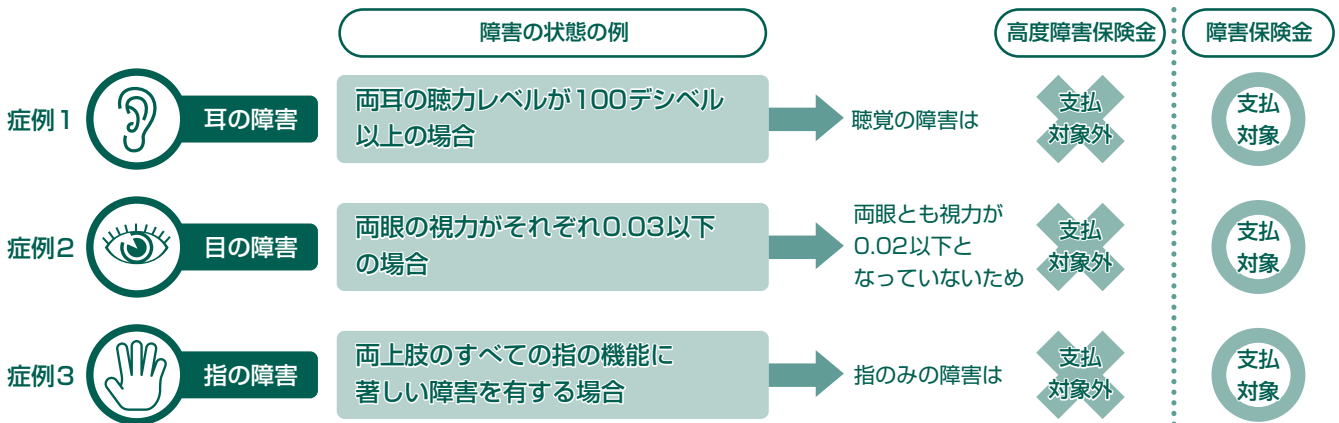 障害の状態の例
高度障害保険金
障害保険金
症例1
耳の障害
両耳の聴力レベルが100デシベル
以上の場合
聴覚の障害は
支払
対象外
支払
対象
症例2
目の障害
両眼の視力がそれぞれ0.03以下
の場合
両眼とも視力が
0.02以下と
なっていないため
支払
対象外
支払
対象
症例3
指の障害
両上肢のすべての指の機能に
著しい障害を有する場合
指のみの障害は
支払
対象外
支払
対象